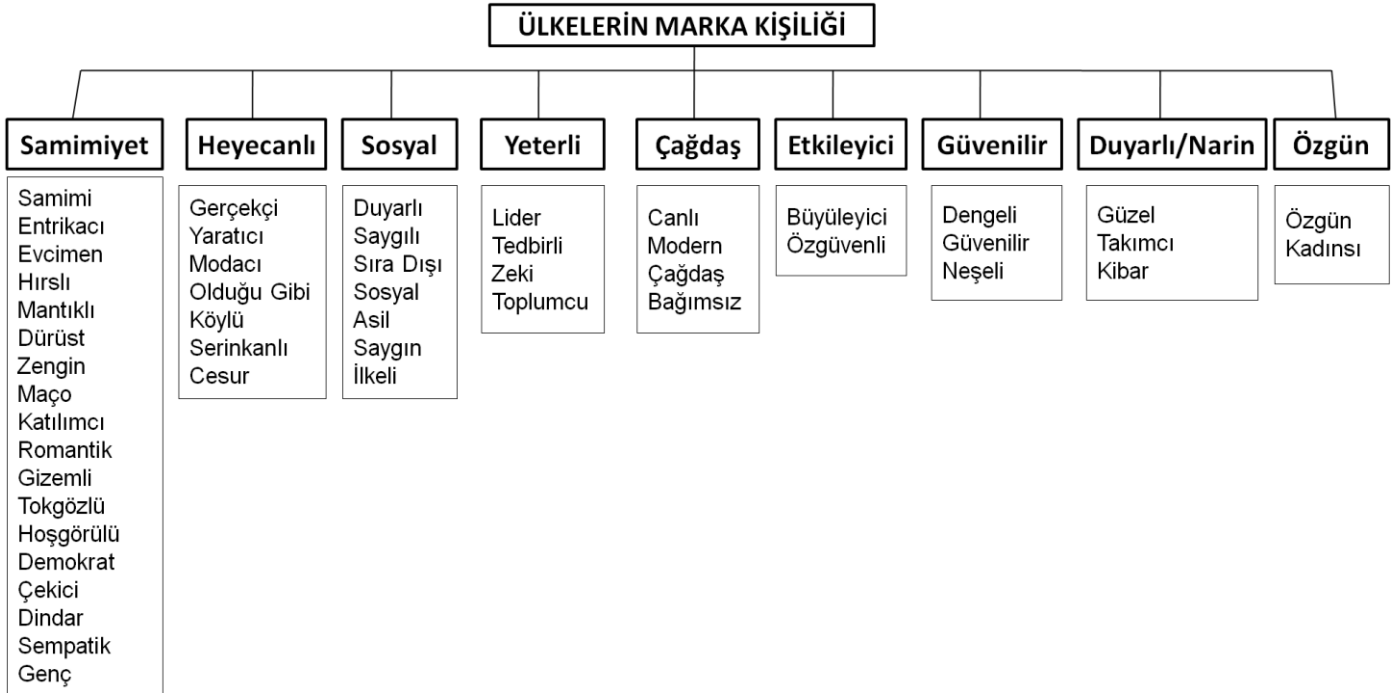 ÜLKELERİN MARKA KİŞİLİĞİ
Samimiyet
Samimi
Entrikacı
Evcimen
Hırslı
Mantıklı
Dürüst
Zengin
Maço
Katılımcı
Romantik
Gizemli
Tokgözlü
Hoşgörülü
Demokrat
Çekici
Dindar
Sempatik
Genç
Heyecanlı
Gerçekçi
Yaratıcı
Modacı
Olduğu Gibi
Köylü
Serinkanlı
Cesur
Sosyal
Duyarlı
Saygılı
Sıra Dışı
Sosyal
Asil
Saygın
İlkeli
Yeterli
Lider
Tedbirli
Zeki
Toplumcu
Çağdaş
Canlı
Modern
Çağdaş
Bağımsız
Etkileyici
Büyüleyici
Özgüvenli
Güvenilir
Dengeli
Güvenilir
Neşeli
Duyarlı/Narin
Güzel
Takımcı
Kibar
Özgün
Özgün
Kadınsı